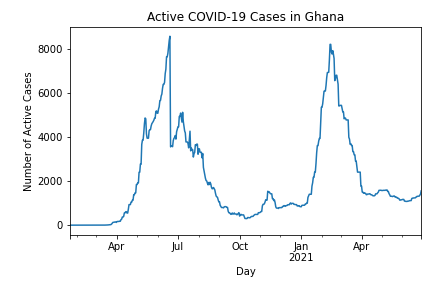 Active COVID-19 Cases in Ghana
Number of Active Cases
8000
6000
4000
2000
0
Apr
Jul
Oct
Jan
2021
Apr
Day